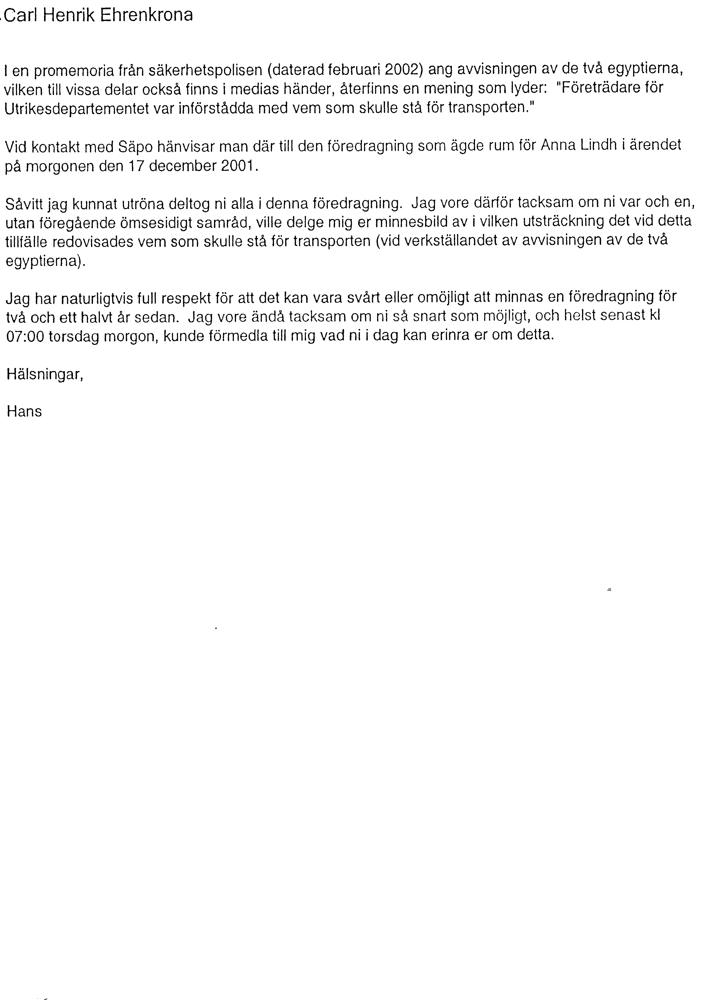 Carl Henrik Ehrenkrona
I en promemoria från säkerhetspolisen (daterad februari 2002) ang avvisningen av de två egyptierna,
vilken till vissa delar också finns i medias händer, återfinns en mening som lyder:  "Företrädare för
Utrikesdepartementet var införstådda med vem som skulle stå för transporten."
Vid kontakt med Säpo hänvisar man där till den föredragning som ägde rum för Anna Lindh i ärendet
på morgonen den 17 december 2001.
Såvitt jag kunnat utröna deltog ni alla i denna föredragning.  Jag vore därför tacksam om ni var och en,
utan föregående ömsesidigt samråd, ville delge mig er minnesbild av i vilken utsträckning det vid detta
tillfälle redovisades vem som skulle stå för transporten (vid verkställandet av avvisningen av de två
egyptierna).
Jag har naturligtvis full respekt för att det kan vara svårt eller omöjligt att minnas en föredragning för
två och ett halvt år sedan.  Jag vore ändå tacksam om ni så snart som möjligt, och helst senast kl
07:00 torsdag morgon, kunde förmedla till mig vad ni i dag kan erinra er om detta.
Hälsningar,
Hans